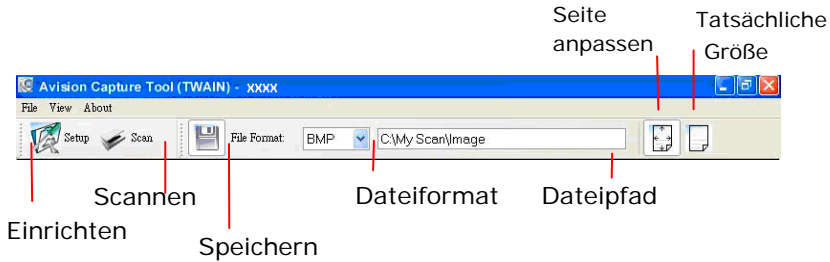 Seite
anpassen
Tatsächliche
Größe
Avision Capture Tool (TWAIN) - xxxx
File View About
Setup Scan File Format: BMP C:\My Scan\Image
Scannen
Dateiformat
Dateipfad
Einrichten
Speichern